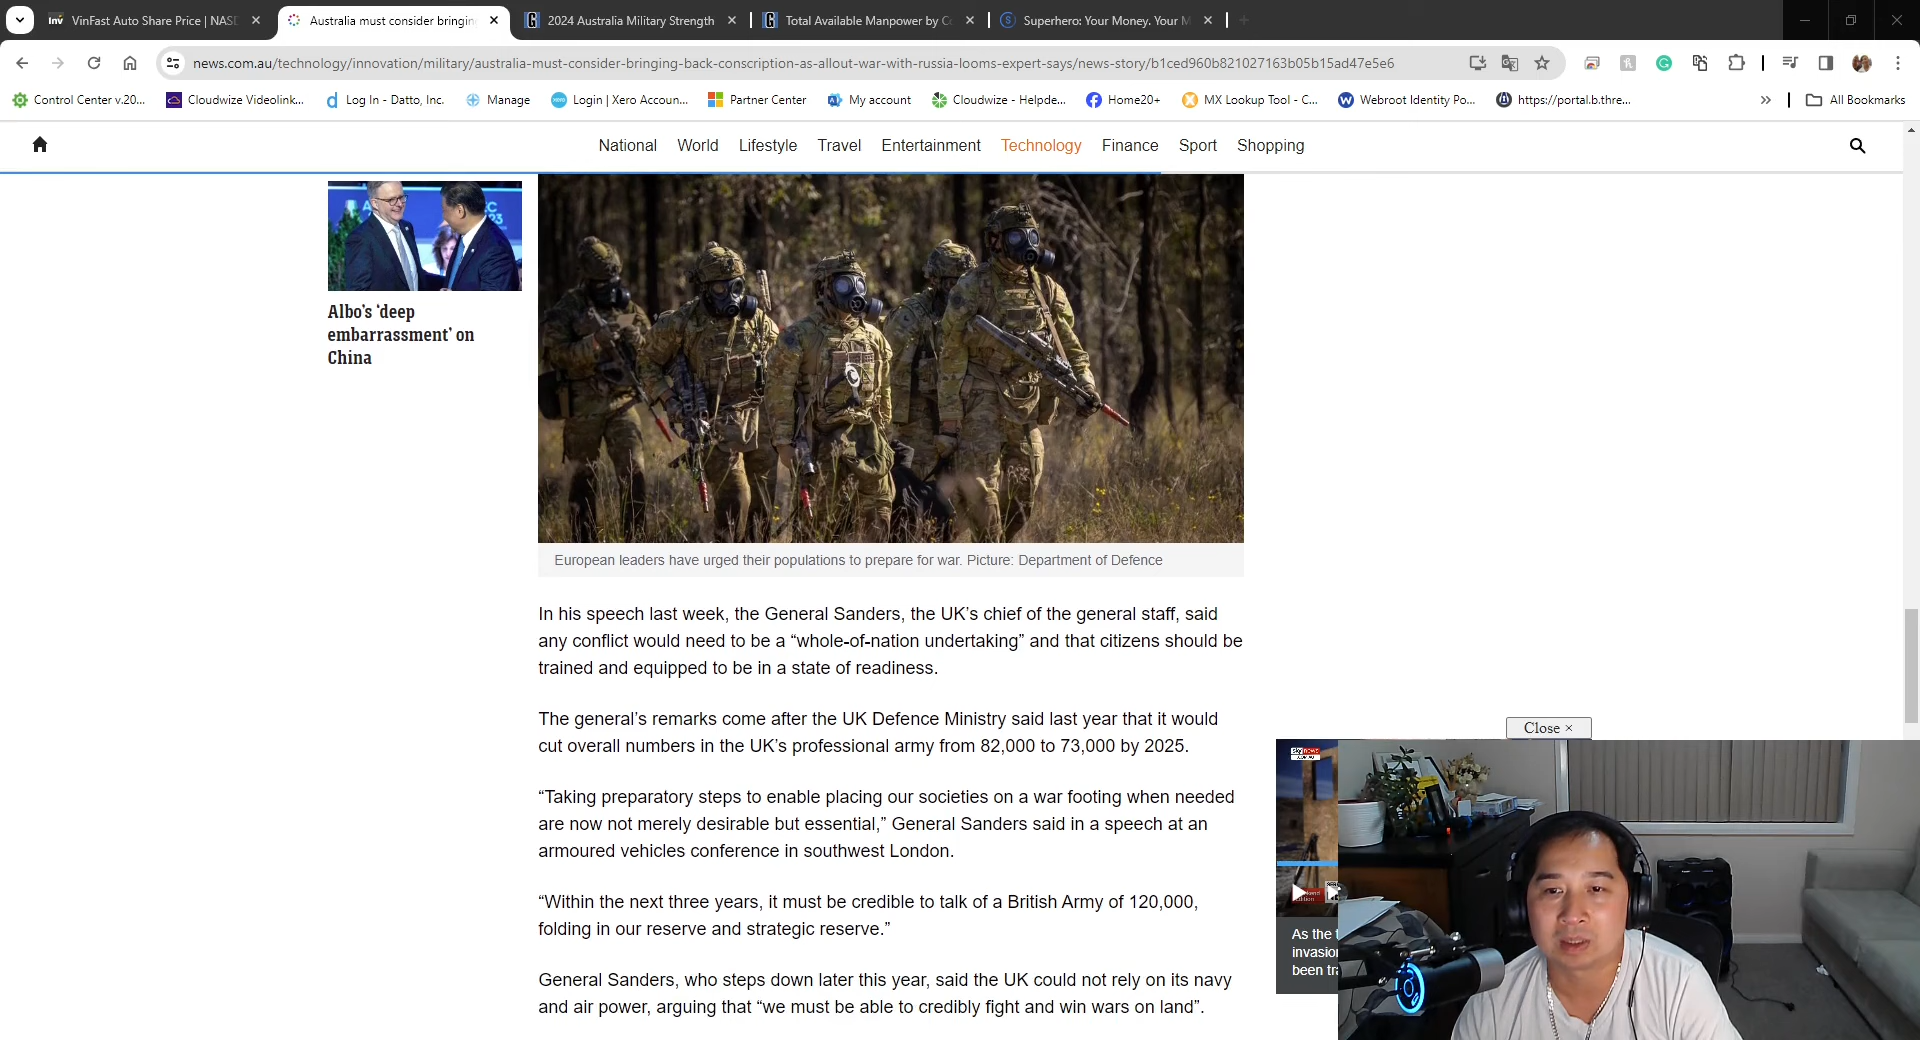 Inv VinFast Auto Share Price | NAS
Australia must consider bringin
2024 Australia Military Strength
Total Available Manpower by C
Superhero: Your Money. Your M
news.com.au/technology/innovation/military/australia-must-consider-bringing-back-conscription-as-allout-war-with-russia-looms-expert-says/news-story/b1ced960b821027163b05b15ad47e5e6
Control Center v.20...
Cloudwize Videolink...
Log In - Datto, Inc.
Manage
Login | Xero Accoun...
Partner Center
My account
Cloudwize - Helpde...
Home20+
MX Lookup Tool - C...
Webroot Identity Po...
https://portal.b.thre...
All Bookmarks
National World Lifestyle Travel Entertainment Technology Finance Sport Shopping
Albo’s ‘deep
embarrassment’ on
China
European leaders have urged their populations to prepare for war. Picture: Department of Defence
In his speech last week, the General Sanders, the UK’s chief of the general staff, said
any conflict would need to be a “whole-of-nation undertaking” and that citizens should be
trained and equipped to be in a state of readiness.
The general’s remarks come after the UK Defence Ministry said last year that it would
cut overall numbers in the UK’s professional army from 82,000 to 73,000 by 2025.
“Taking preparatory steps to enable placing our societies on a war footing when needed
are now not merely desirable but essential,” General Sanders said in a speech at an
armoured vehicles conference in southwest London.
“Within the next three years, it must be credible to talk of a British Army of 120,000,
folding in our reserve and strategic reserve.”
General Sanders, who steps down later this year, said the UK could not rely on its navy
and air power, arguing that “we must be able to credibly fight and win wars on land”.
Close ×
sky news
.COM.AU
As the
invasion
been tr